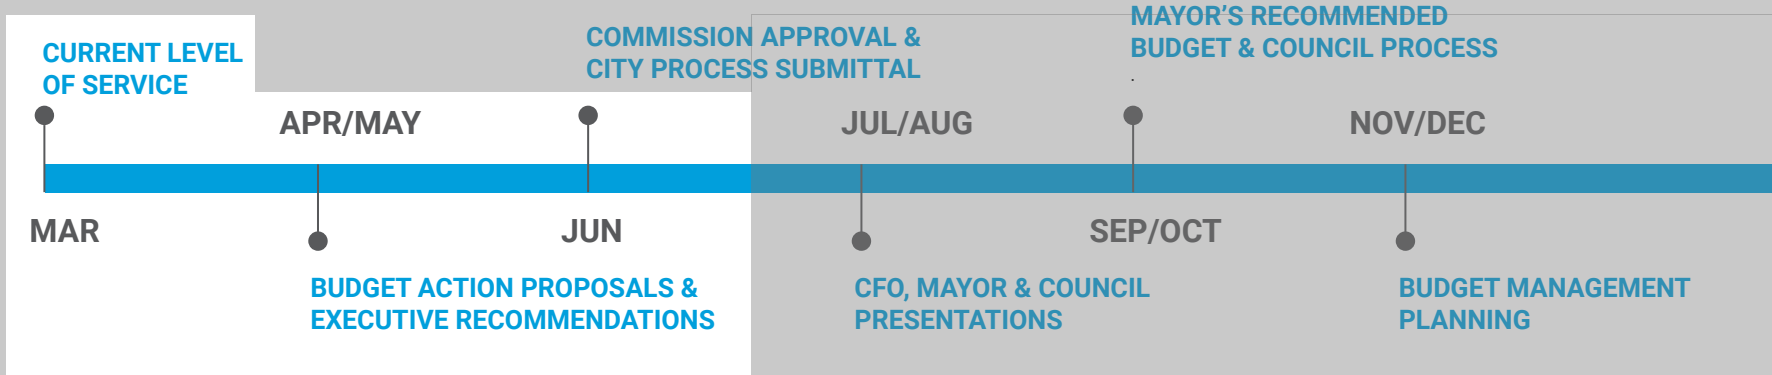 CURRENT LEVEL
OF SERVICE
MAR
APR/MAY
BUDGET ACTION PROPOSALS &
EXECUTIVE RECOMMENDATIONS
COMMISSION APPROVAL &
CITY PROCESS SUBMITTAL
JUN
JUL/AUG
CFO, MAYOR & COUNCIL
PRESENTATIONS
MAYOR’S RECOMMENDED
BUDGET & COUNCIL PROCESS
.
SEP/OCT
NOV/DEC
BUDGET MANAGEMENT
PLANNING